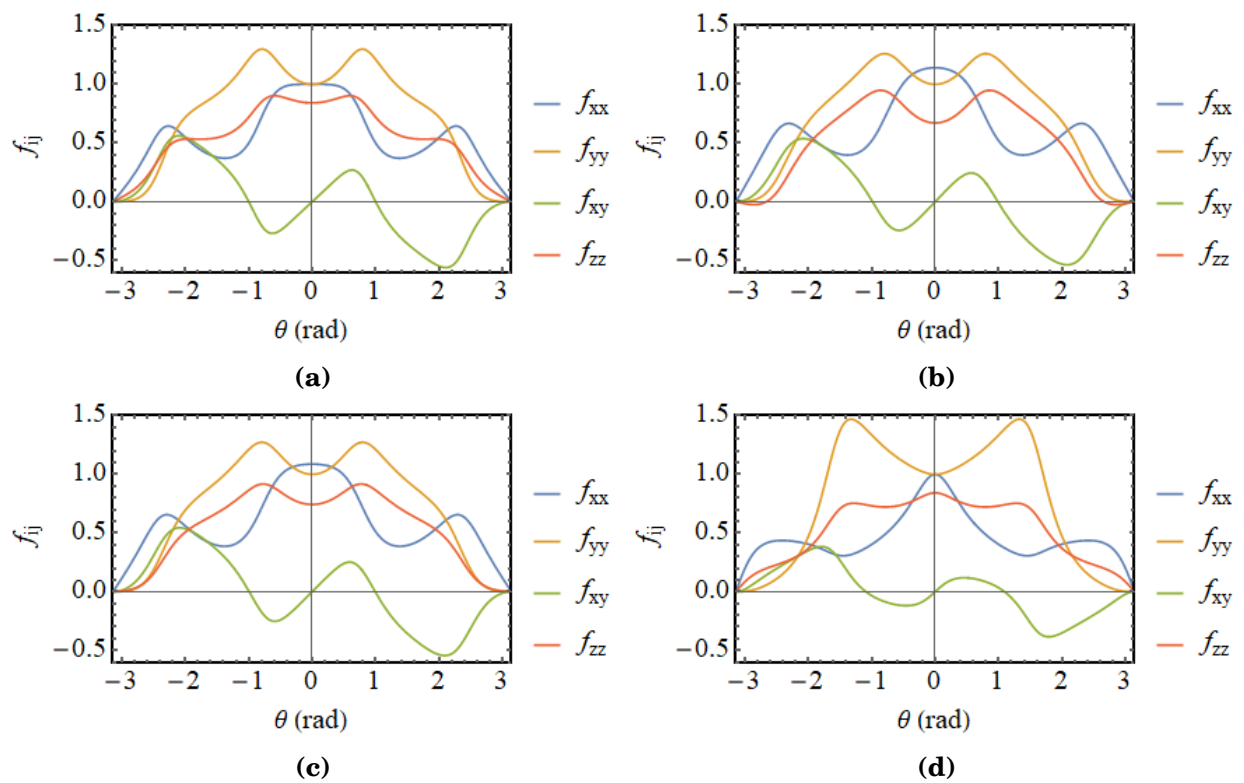 1.5
1.0
0.5
0.0
−0.5
f_ij
−3 −2 −1 0 1 2 3
θ (rad)
f_xx
f_yy
f_xy
f_zz
(a)
1.5
1.0
0.5
0.0
−0.5
f_ij
−3 −2 −1 0 1 2 3
θ (rad)
f_xx
f_yy
f_xy
f_zz
(b)
1.5
1.0
0.5
0.0
−0.5
f_ij
−3 −2 −1 0 1 2 3
θ (rad)
f_xx
f_yy
f_xy
f_zz
(c)
1.5
1.0
0.5
0.0
−0.5
f_ij
−3 −2 −1 0 1 2 3
θ (rad)
f_xx
f_yy
f_xy
f_zz
(d)